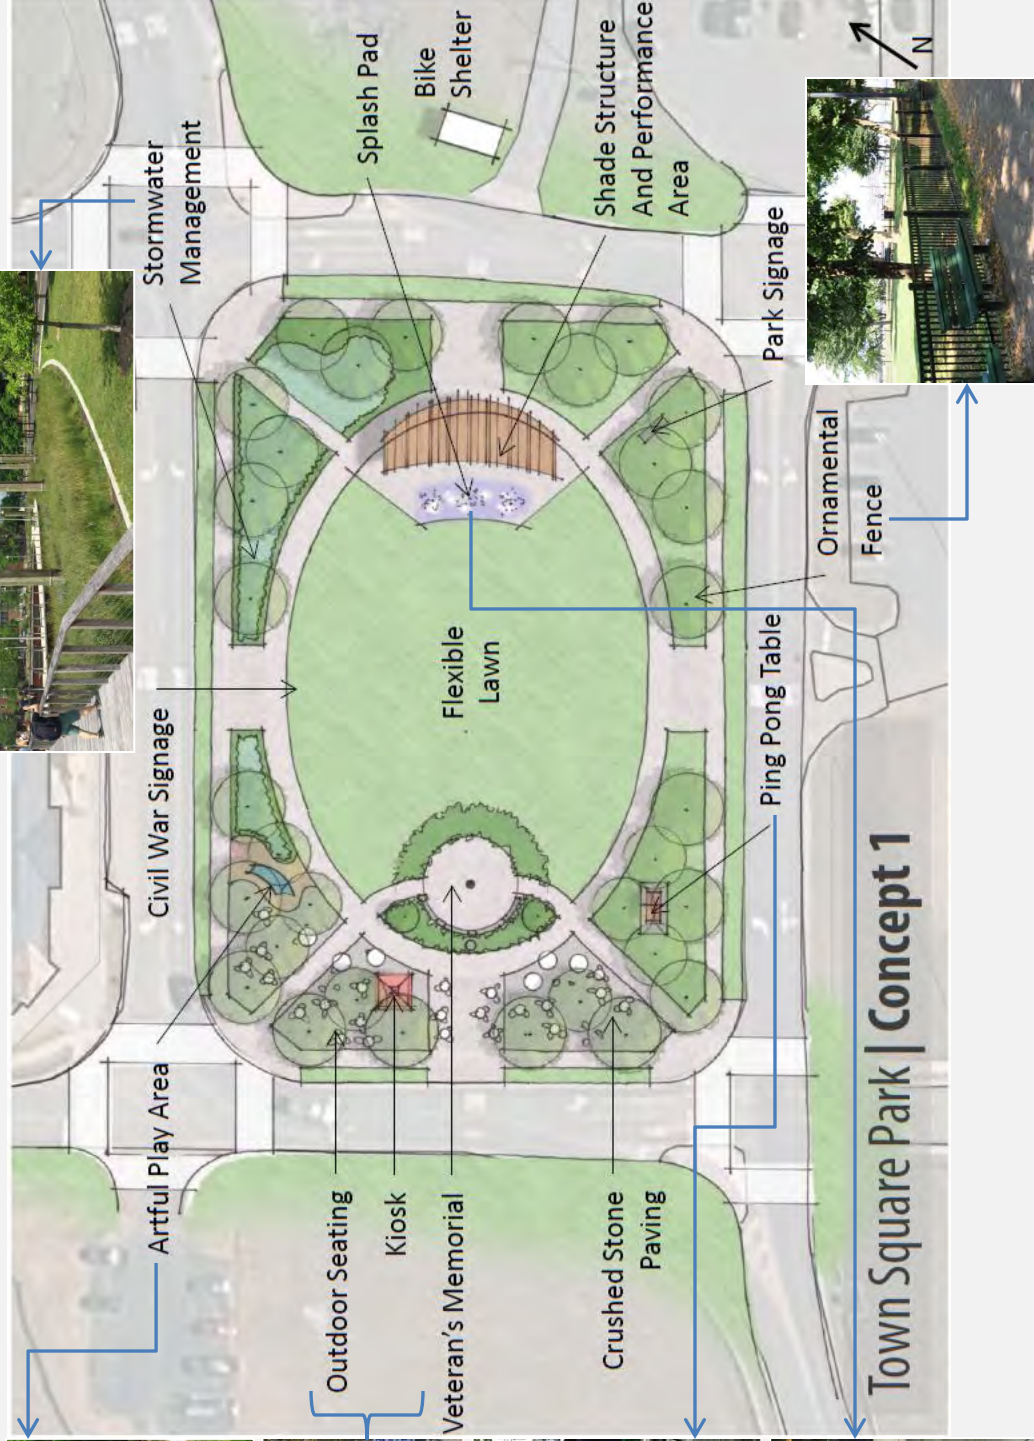 Stormwater
Management
Splash Pad
Bike
Shelter
Shade Structure
And Performance
Area
Park Signage
N
Civil War Signage
Flexible
Lawn
Ornamental
Fence
Ping Pong Table
Artful Play Area
Outdoor Seating
Kiosk
Veteran's Memorial
Crushed Stone
Paving
Town Square Park | Concept 1